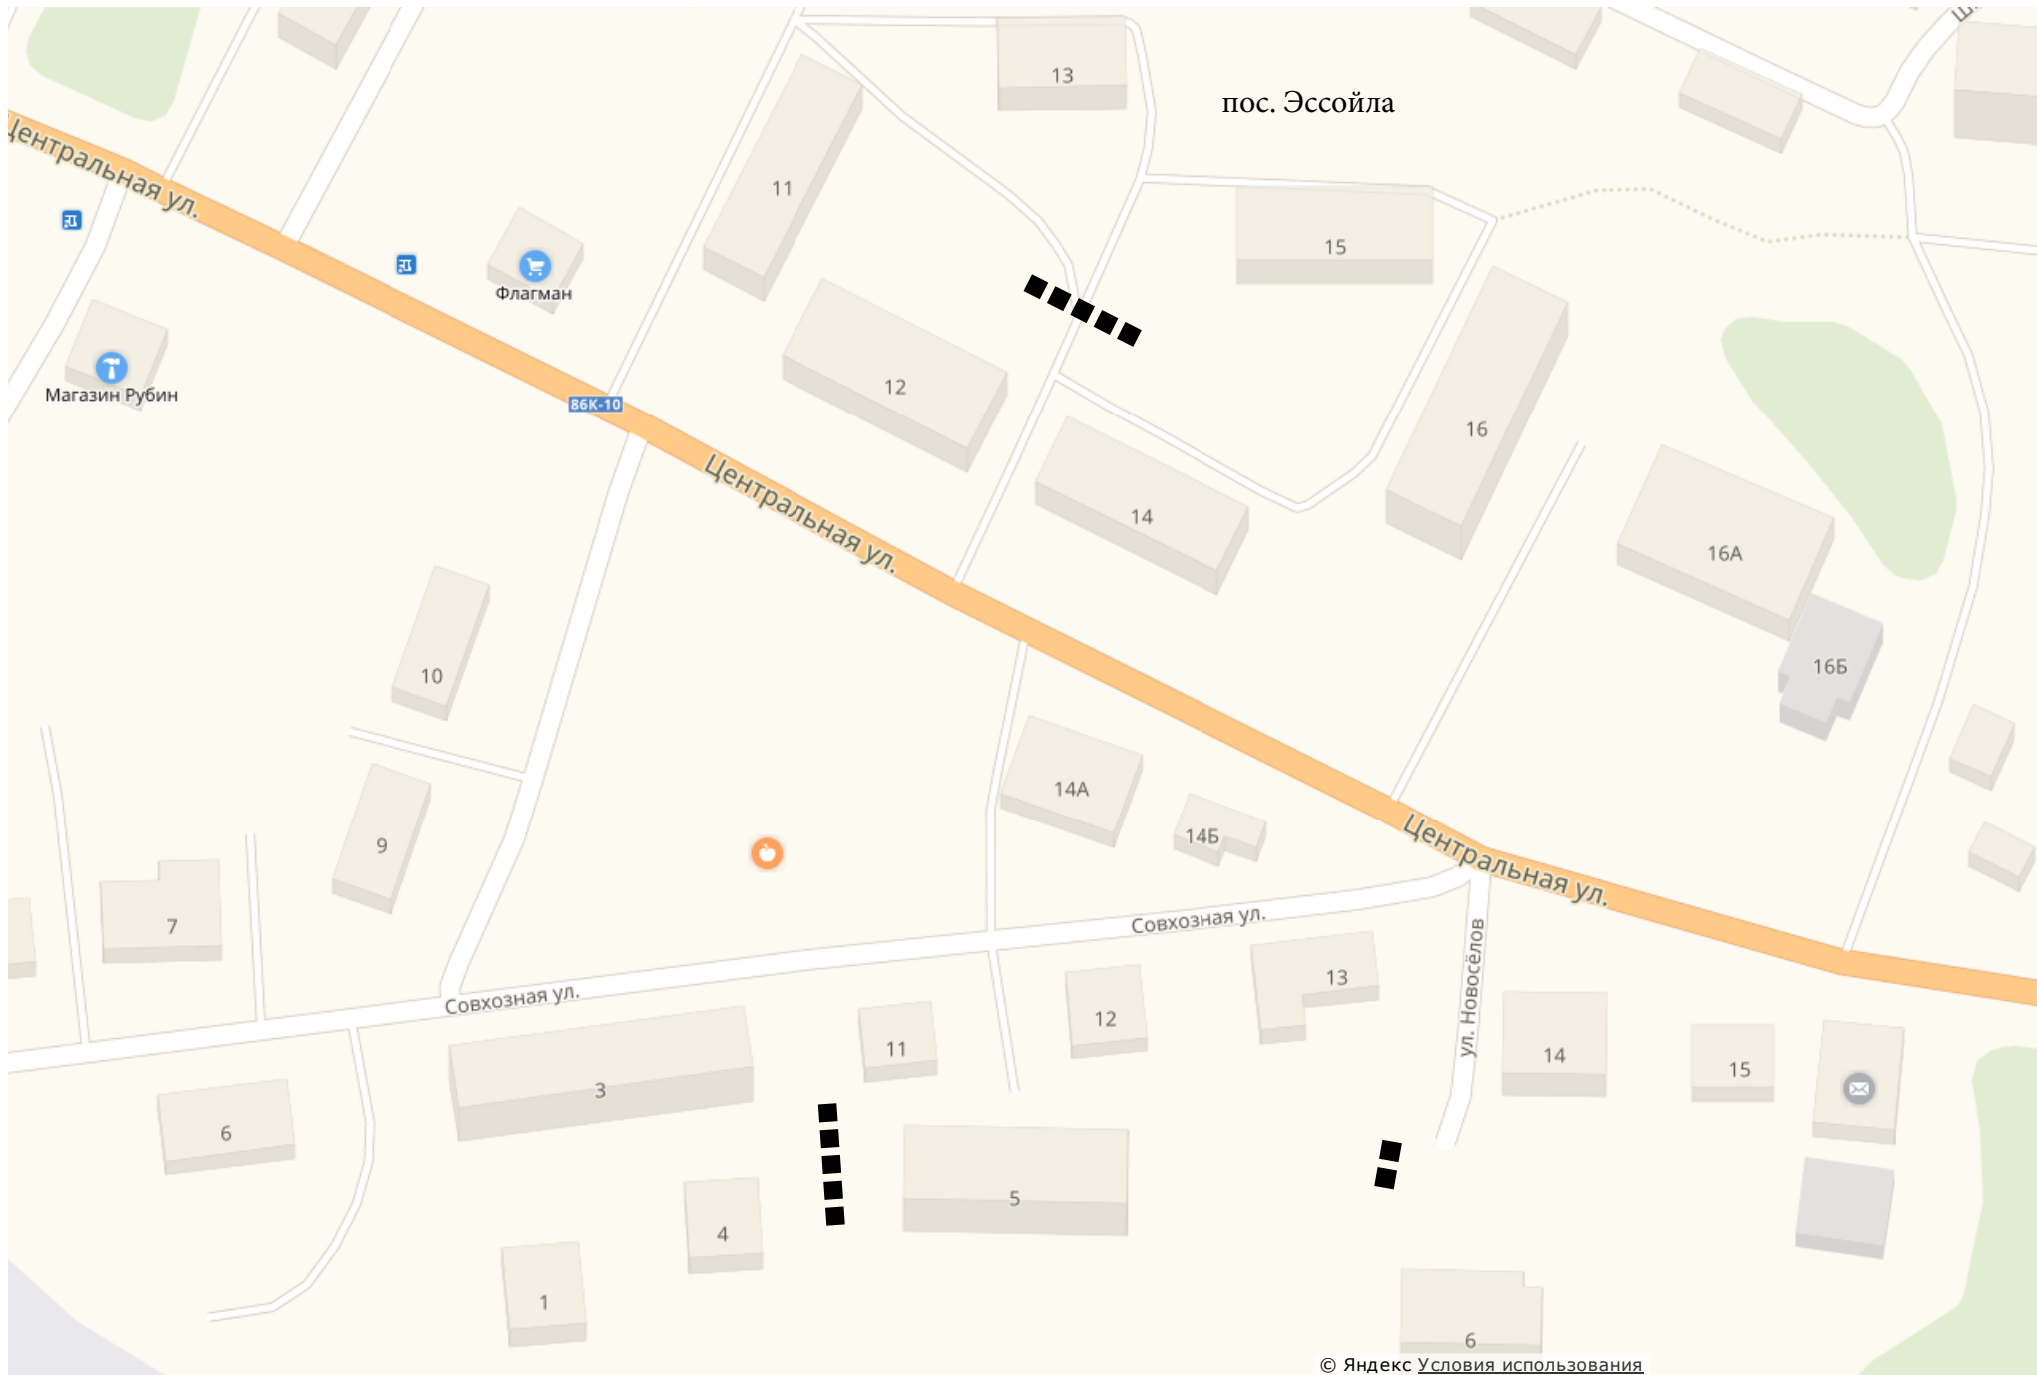 Ш
13
пос. Эссойла
Центральная ул.
11
15
Флагман
Магазин Рубин
86К-10
12
16
Центральная ул.
14
16А
16Б
10
14А
14Б
9
Центральная ул.
7
Совхозная ул.
13
ул. Новосёлов
Совхозная ул.
12
11
14
15
3
6
5
4
1
6
© Яндекс Условия использования